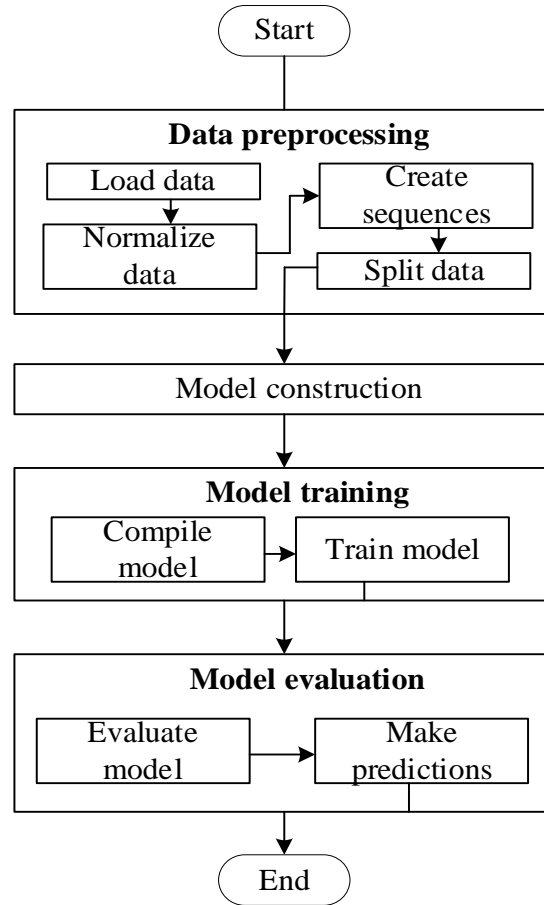 Start
Data preprocessing
Load data
Normalize
data
Create
sequences
Split data
Model construction
Model training
Compile
model
Train model
Model evaluation
Evaluate
model
Make
predictions
End